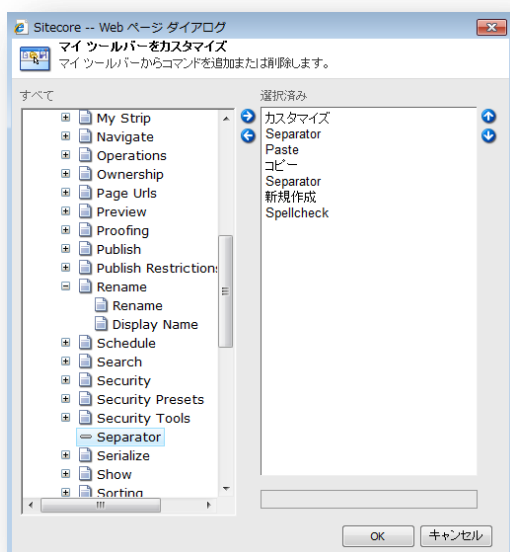 Sitecore -- Web ページ ダイアログ
マイ ツールバーをカスタマイズ
マイ ツールバーからコマンドを追加または削除します。
すべて
選択済み
My Strip
Navigate
Operations
Ownership
Page Urls
Preview
Proofing
Publish
Publish Restriction
Rename
Rename
Display Name
Schedule
Search
Security
Security Presets
Security Tools
Separator
Serialize
Show
Sorting
カスタマイズ
Separator
Paste
コピー
Separator
新規作成
Spellcheck
OK
キャンセル